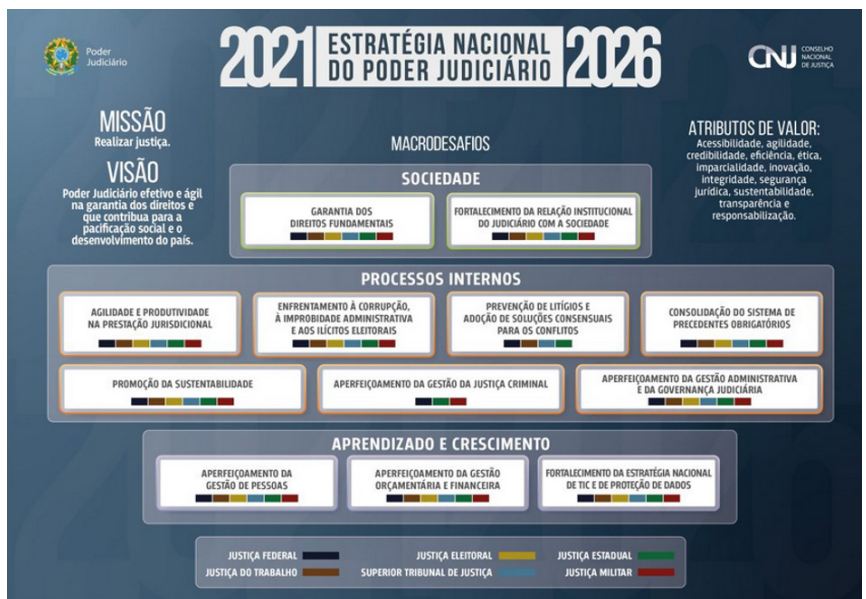 Poder
Judiciário
2021 ESTRATÉGIA NACIONAL
DO PODER JUDICIÁRIO 2026
CNJ CONSELHO
NACIONAL
DE JUSTIÇA
MISSÃO
Realizar justiça.
VISÃO
Poder Judiciário efetivo e ágil
na garantia dos direitos e
que contribua para a
pacificação social e o
desenvolvimento do país.
MACRODESAFIOS
ATRIBUTOS DE VALOR:
Acessibilidade, agilidade,
credibilidade, eficiência, ética,
imparcialidade, inovação,
integridade, segurança
jurídica, sustentabilidade,
transparência e
responsabilização.
SOCIEDADE
GARANTIA DOS
DIREITOS FUNDAMENTAIS
FORTALECIMENTO DA RELAÇÃO INSTITUCIONAL
DO JUDICIÁRIO COM A SOCIEDADE
PROCESSOS INTERNOS
AGILIDADE E PRODUTIVIDADE
NA PRESTAÇÃO JURISDICIONAL
ENFRENTAMENTO À CORRUPÇÃO,
À IMPROBIDADE ADMINISTRATIVA
E AOS ILÍCITOS ELEITORAIS
PREVENÇÃO DE LITÍGIOS E
ADOÇÃO DE SOLUÇÕES CONSENSUAIS
PARA OS CONFLITOS
CONSOLIDAÇÃO DO SISTEMA DE
PRECEDENTES OBRIGATÓRIOS
PROMOÇÃO DA SUSTENTABILIDADE
APERFEIÇOAMENTO DA GESTÃO DA JUSTIÇA CRIMINAL
APERFEIÇOAMENTO DA GESTÃO ADMINISTRATIVA
E DA GOVERNANÇA JUDICIÁRIA
APRENDIZADO E CRESCIMENTO
APERFEIÇOAMENTO DA
GESTÃO DE PESSOAS
APERFEIÇOAMENTO DA GESTÃO
ORÇAMENTÁRIA E FINANCEIRA
FORTALECIMENTO DA ESTRATÉGIA NACIONAL
DE TIC E DE PROTEÇÃO DE DADOS
JUSTIÇA FEDERAL
JUSTIÇA ELEITORAL
JUSTIÇA ESTADUAL
JUSTIÇA DO TRABALHO
SUPERIOR TRIBUNAL DE JUSTIÇA
JUSTIÇA MILITAR